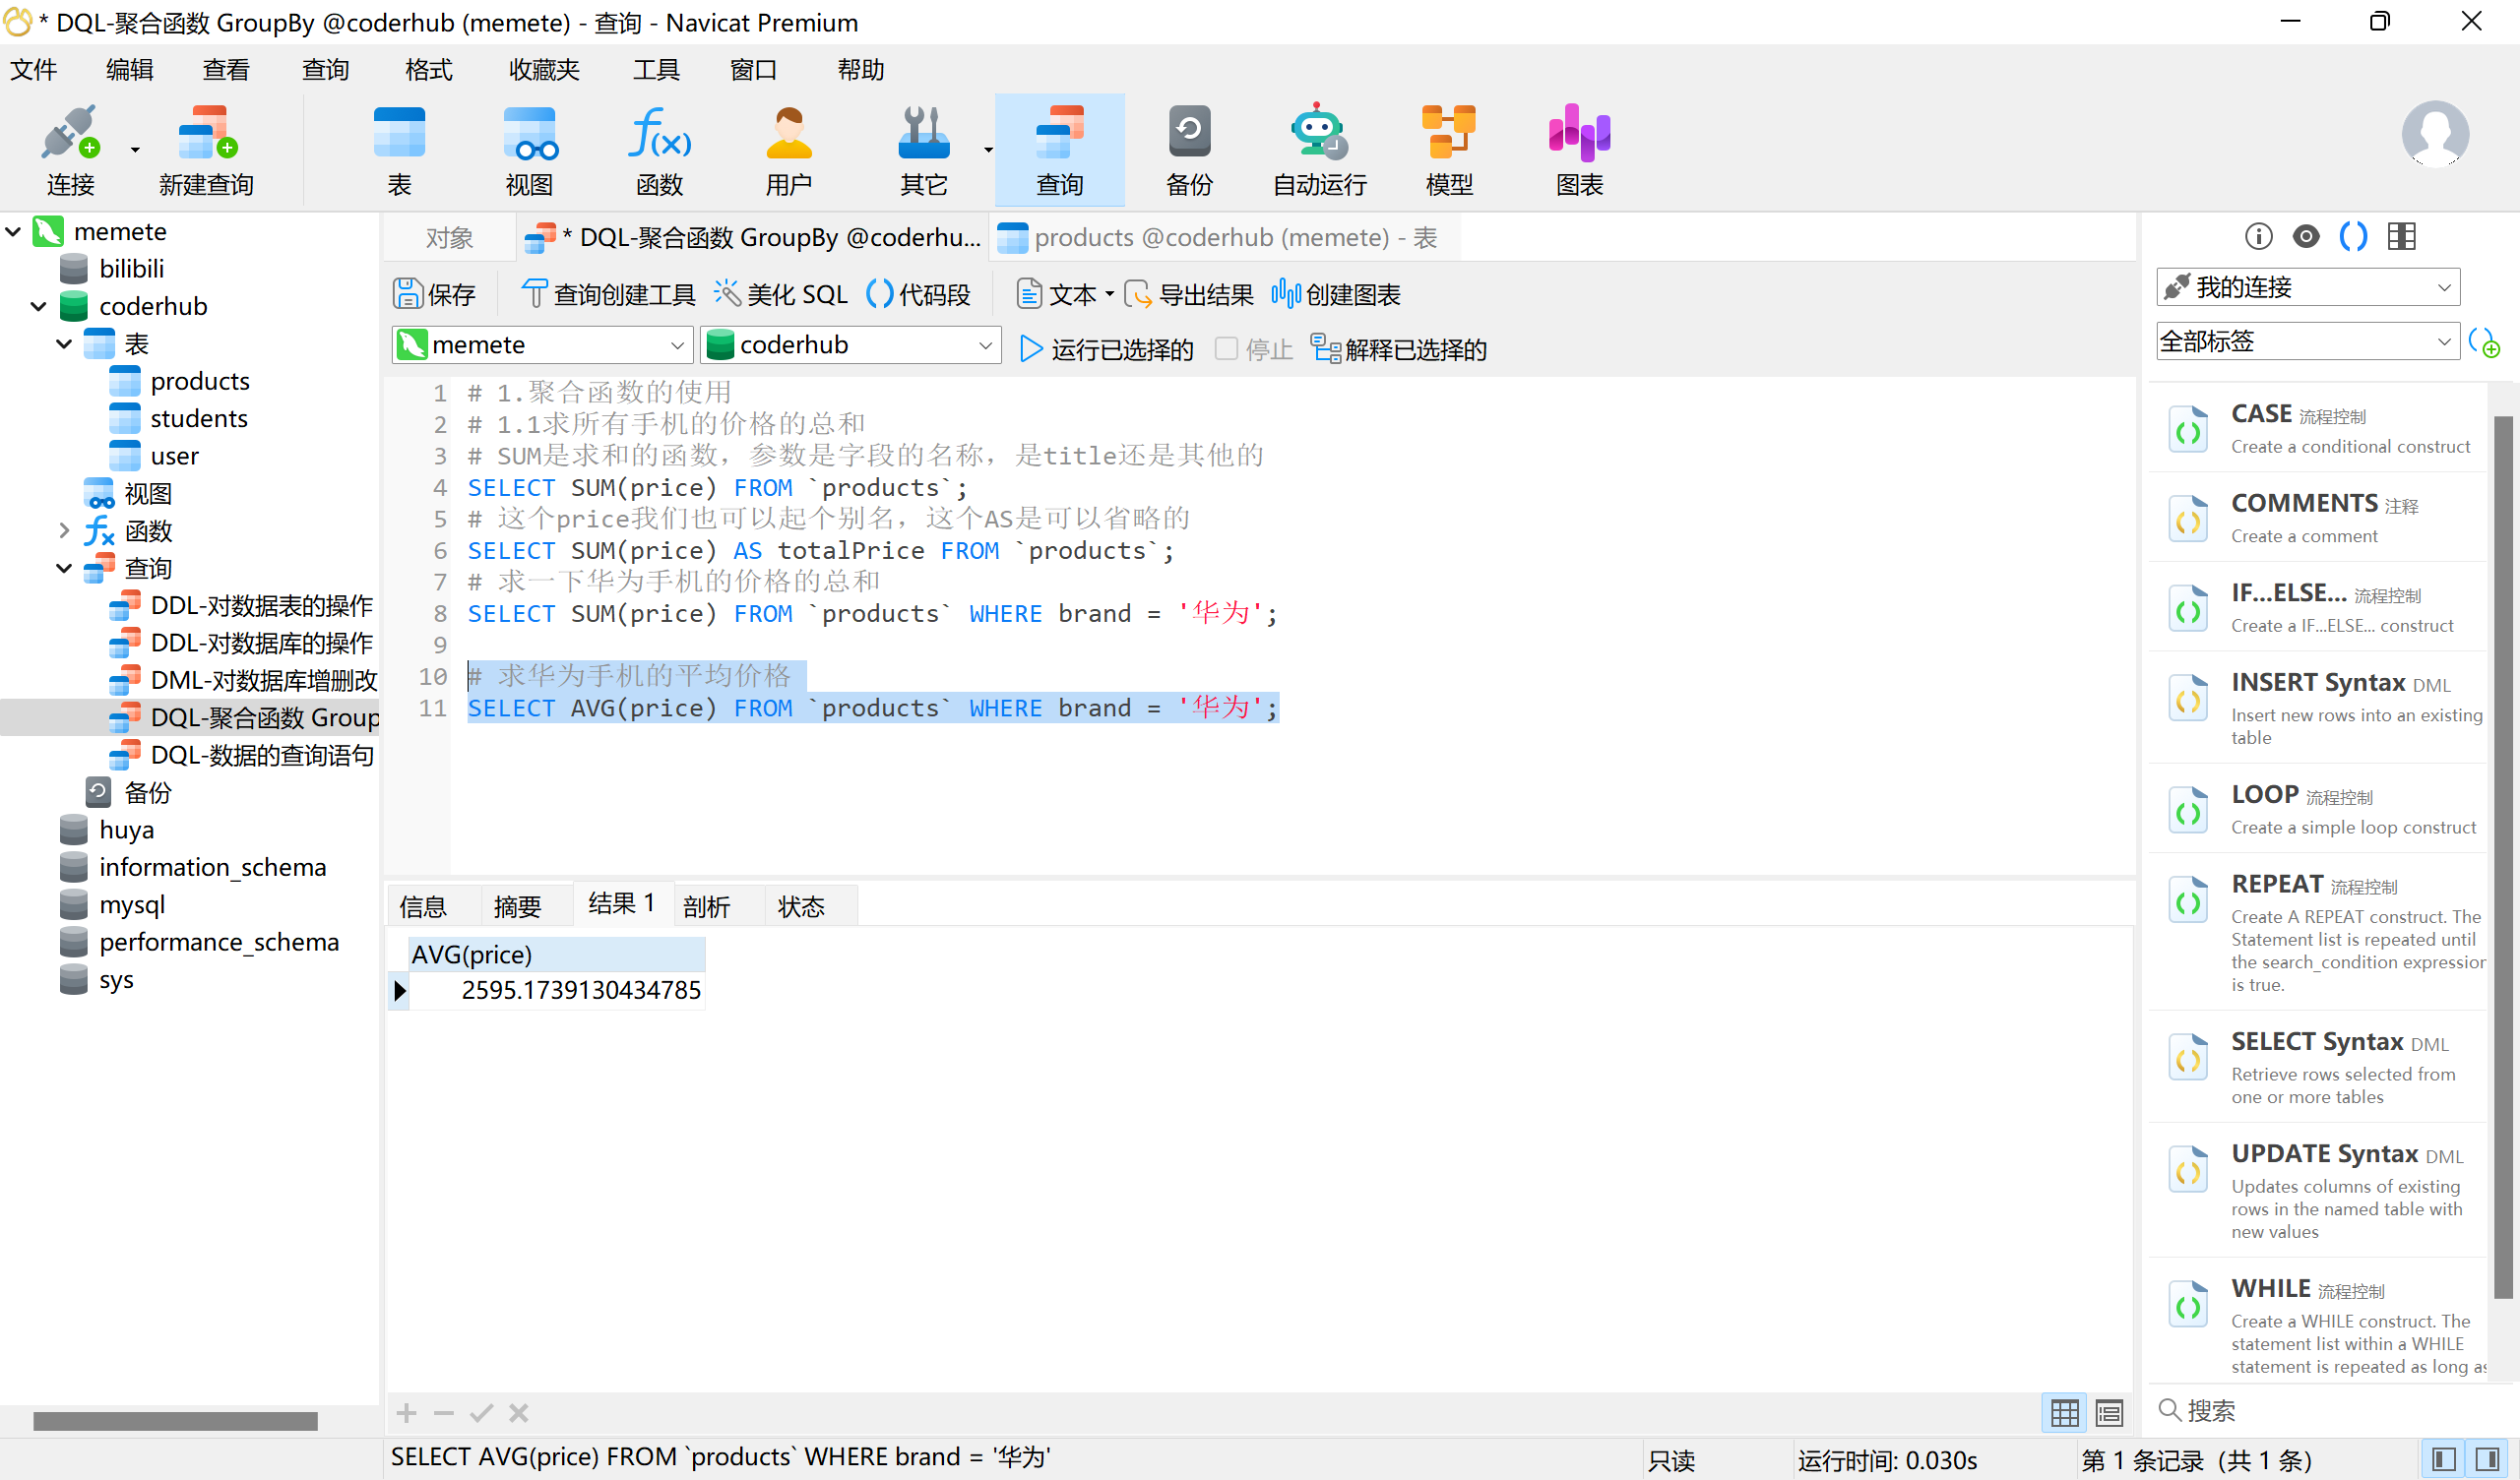 * DQL-聚合函数 GroupBy @coderhub (memete) - 查询 - Navicat Premium
文件 编辑 查看 查询 格式 收藏夹 工具 窗口 帮助
连接 新建查询 表 视图 函数 用户 其它 查询 备份 自动运行 模型 图表
memete
bilibili
coderhub
表
products
students
user
视图
函数
查询
DDL-对数据表的操作
DDL-对数据库的操作
DML-对数据库增删改
DQL-聚合函数 Group
DQL-数据的查询语句
备份
huya
information_schema
mysql
performance_schema
sys
对象 * DQL-聚合函数 GroupBy @coderhu... products @coderhub (memete) - 表
保存 查询创建工具 美化 SQL 代码段 文本 导出结果 创建图表
memete coderhub 运行已选择的 停止 解释已选择的
1 # 1.聚合函数的使用
2 # 1.1求所有手机的价格的总和
3 # SUM是求和的函数，参数是字段的名称，是title还是其他的
4 SELECT SUM(price) FROM `products`;
5 # 这个price我们也可以起个别名，这个AS是可以省略的
6 SELECT SUM(price) AS totalPrice FROM `products`;
7 # 求一下华为手机的价格的总和
8 SELECT SUM(price) FROM `products` WHERE brand = '华为';
9
10 # 求华为手机的平均价格
11 SELECT AVG(price) FROM `products` WHERE brand = '华为';
信息 摘要 结果 1 剖析 状态
AVG(price)
2595.1739130434785
我的连接
全部标签
CASE 流程控制
Create a conditional construct
COMMENTS 注释
Create a comment
IF...ELSE... 流程控制
Create a IF...ELSE... construct
INSERT Syntax DML
Insert new rows into an existing
table
LOOP 流程控制
Create a simple loop construct
REPEAT 流程控制
Create A REPEAT construct. The
Statement list is repeated until
the search_condition expression
is true.
SELECT Syntax DML
Retrieve rows selected from
one or more tables
UPDATE Syntax DML
Updates columns of existing
rows in the named table with
new values
WHILE 流程控制
Create a WHILE construct. The
statement list within a WHILE
statement is repeated as long as
搜索
SELECT AVG(price) FROM `products` WHERE brand = '华为' 只读 运行时间: 0.030s 第 1 条记录 (共 1 条)